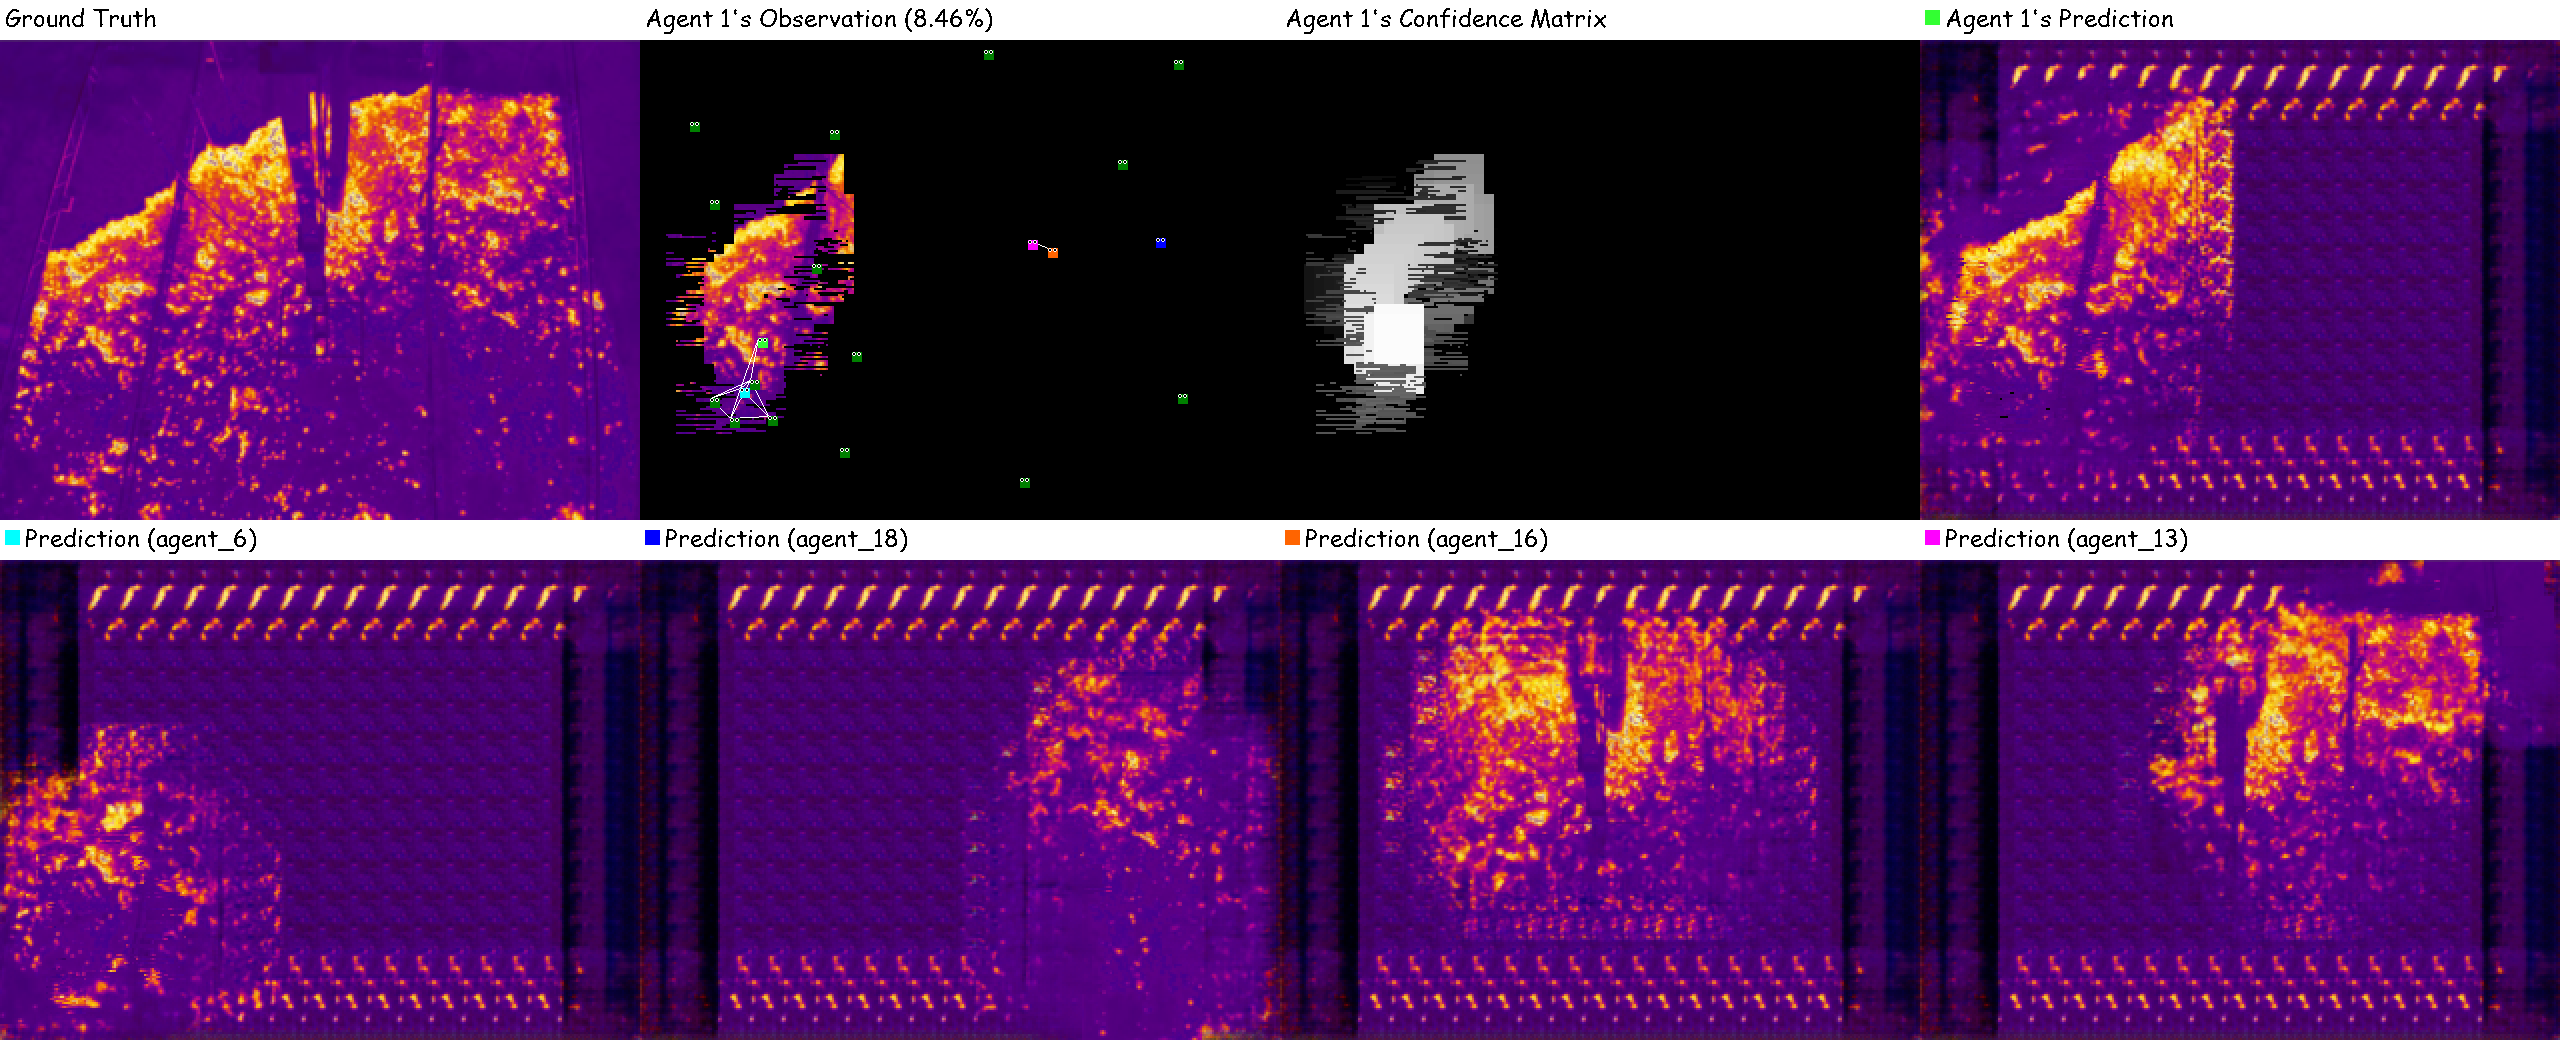 Ground Truth
Agent 1's Observation (8.46%)
Agent 1's Confidence Matrix
Agent 1's Prediction
Prediction (agent_6)
Prediction (agent_18)
Prediction (agent_16)
Prediction (agent_13)